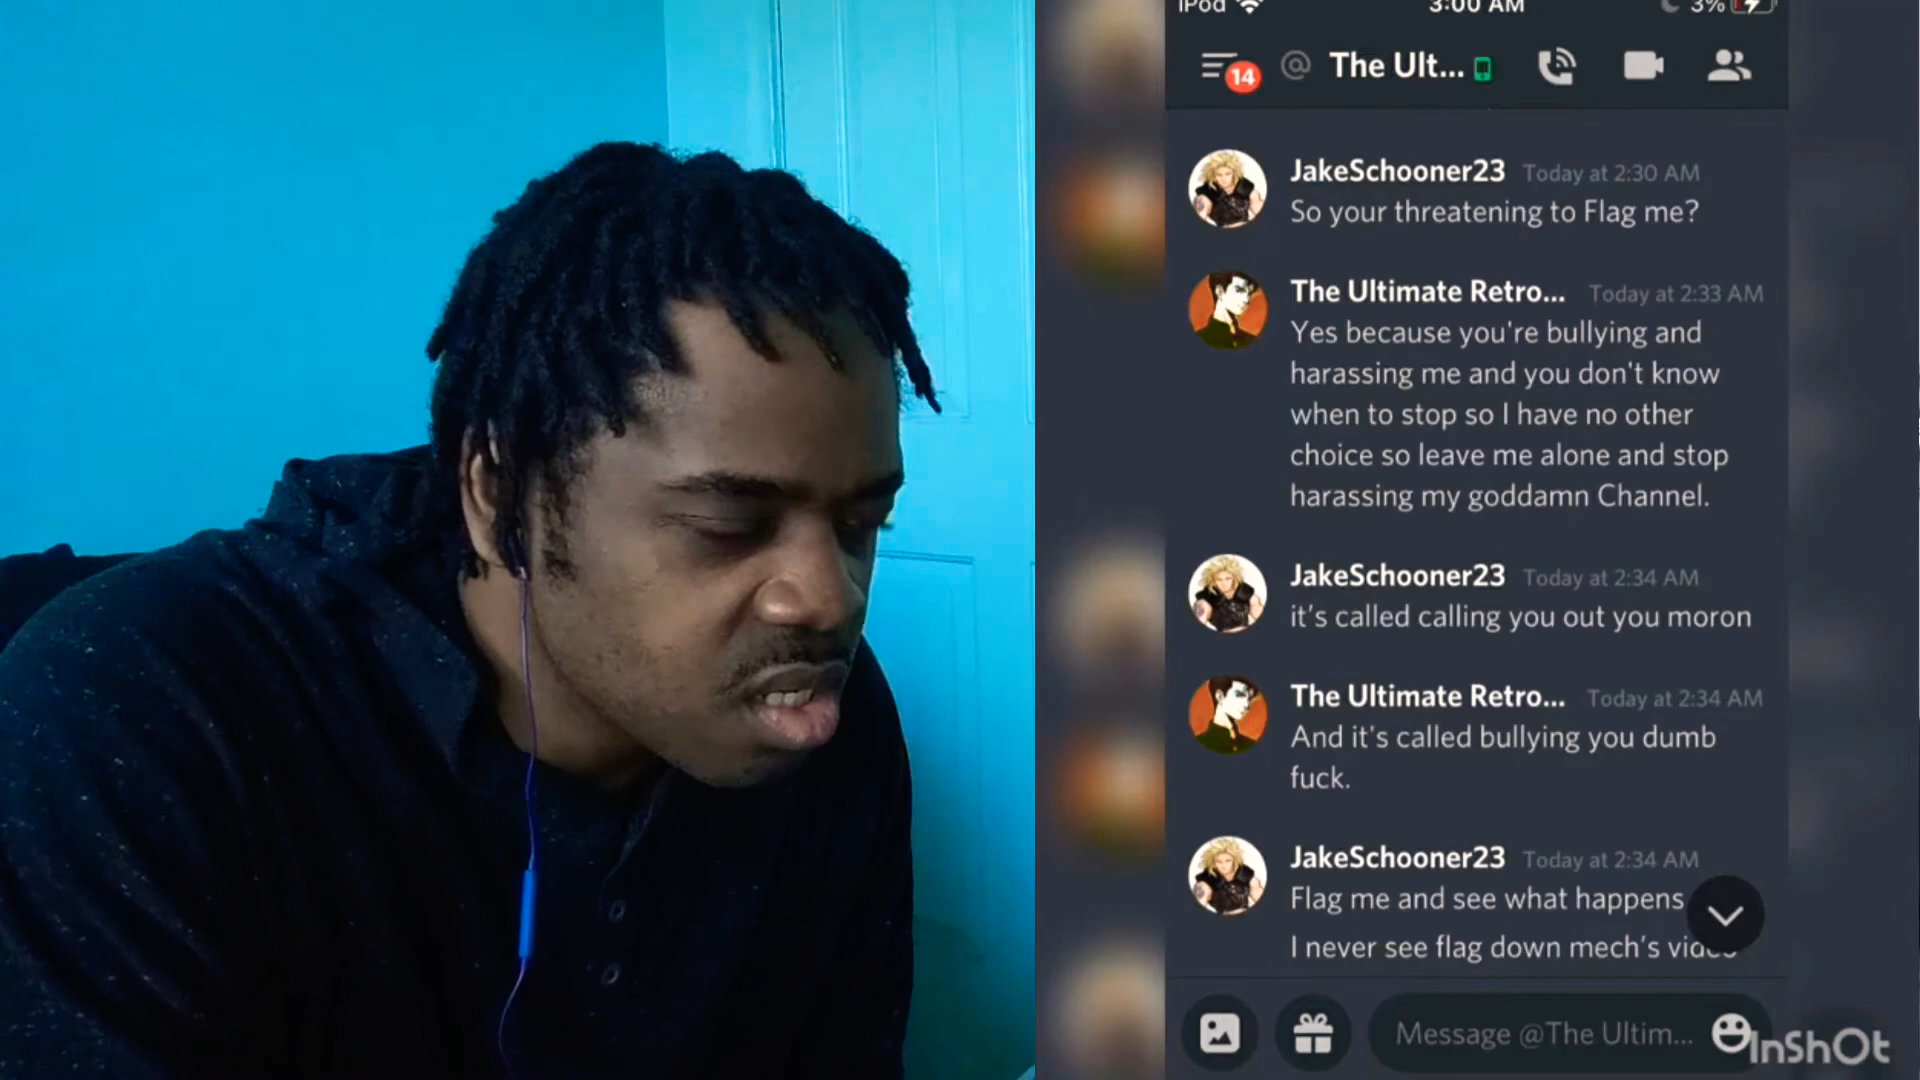 iPod 3:00 AM 3%
14 @ The Ult...
JakeSchooner23 Today at 2:30 AM
So your threatening to Flag me?
The Ultimate Retro... Today at 2:33 AM
Yes because you're bullying and
harassing me and you don't know
when to stop so I have no other
choice so leave me alone and stop
harassing my goddamn Channel.
JakeSchooner23 Today at 2:34 AM
it's called calling you out you moron
The Ultimate Retro... Today at 2:34 AM
And it's called bullying you dumb
fuck.
JakeSchooner23 Today at 2:34 AM
Flag me and see what happens
I never see flag down mech's
Message @The Ultim...
InShOt